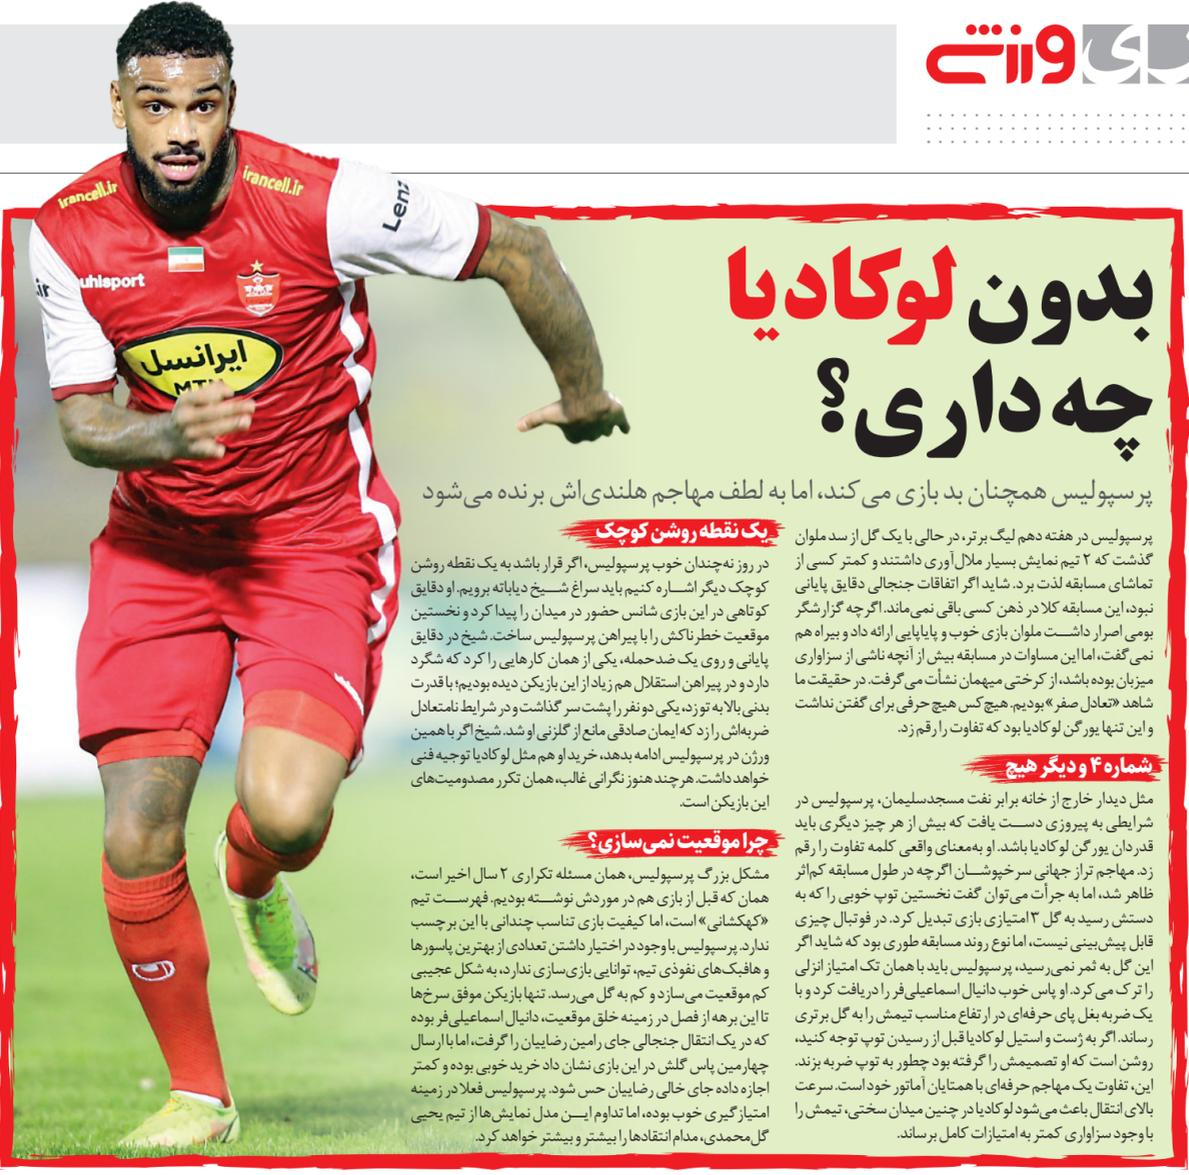 ی ورزشی
irancell.ir
irancell.ir
Lenz
ir
uhlsport
ایرانسل
MTN
بدون لوکادیا
چه داری؟
پرسپولیس همچنان بد بازی می‌کند، اما به لطف مهاجم هلندی‌اش برنده می‌شود
پرسپولیس در هفته دهم لیگ برتر، در حالی با یک گل از سد ملوان
گذشت که ۲ تیم نمایش بسیار ملال‌آوری داشتند و کمتر کسی از
تماشای مسابقه لذت برد. شاید اگر اتفاقات جنجالی دقایق پایانی
نبود، این مسابقه کلا در ذهن کسی باقی نمی‌ماند. اگرچه گزارشگر
بومی اصرار داشت ملوان بازی خوب و پایاپایی ارائه داد و بیراه هم
نمی‌گفت، اما این مساوات در مسابقه بیش از آنچه ناشی از سزاواری
میزبان بوده باشد، از کرختی میهمان نشأت می‌گرفت. در حقیقت ما
شاهد «تعادل صفر» بودیم. هیچ‌کس هیچ حرفی برای گفتن نداشت
و این تنها یورگن لوکادیا بود که تفاوت را رقم زد.
شماره ۴ و دیگر هیچ
مثل دیدار خارج از خانه برابر نفت مسجدسلیمان، پرسپولیس در
شرایطی به پیروزی دست یافت که بیش از هر چیز دیگری باید
قدردان یورگن لوکادیا باشد. او به‌معنای واقعی کلمه تفاوت را رقم
زد. مهاجم تراز جهانی سرخپوشان اگرچه در طول مسابقه کم‌اثر
ظاهر شد، اما به جرأت می‌توان گفت نخستین توپ خوبی را که به
دستش رسید به گل ۳ امتیازی بازی تبدیل کرد. در فوتبال چیزی
قابل پیش‌بینی نیست، اما نوع روند مسابقه طوری بود که شاید اگر
این گل به ثمر نمی‌رسید، پرسپولیس باید با همان تک امتیاز انزلی
را ترک می‌کرد. او پاس خوب دانیال اسماعیلی‌فر را دریافت کرد و با
یک ضربه بغل پای حرفه‌ای در ارتفاع مناسب تیمش را به گل برتری
رساند. اگر به ژست و استیل لوکادیا قبل از رسیدن توپ توجه کنید،
روشن است که او تصمیمش را گرفته بود چطور به توپ ضربه بزند.
این، تفاوت یک مهاجم حرفه‌ای با همتایان آماتور خود است. سرعت
بالای انتقال باعث می‌شود لوکادیا در چنین میدان سختی، تیمش را
با وجود سزاواری کمتر به امتیازات کامل برساند.
یک نقطه روشن کوچک
در روز نه‌چندان خوب پرسپولیس، اگر قرار باشد به یک نقطه روشن
کوچک دیگر اشاره کنیم باید سراغ شیخ دیاباته برویم. او دقایق
کوتاهی در این بازی شانس حضور در میدان را پیدا کرد و نخستین
موقعیت خطرناکش را با پیراهن پرسپولیس ساخت. شیخ در دقایق
پایانی و روی یک ضدحمله، یکی از همان کارهایی را کرد که شگرد
دارد و در پیراهن استقلال هم زیاد از این بازیکن دیده بودیم؛ با قدرت
بدنی بالا به تو زد، یکی دو نفر را پشت سر گذاشت و در شرایط نامتعادل
ضربه‌اش را زد که ایمان صادقی مانع از گلزنی او شد. شیخ اگر با همین
ورژن در پرسپولیس ادامه بدهد، خرید او هم مثل لوکادیا توجیه فنی
خواهد داشت. هرچند هنوز نگرانی غالب، همان تکرر مصدومیت‌های
این بازیکن است.
چرا موقعیت نمی‌سازی؟
مشکل بزرگ پرسپولیس، همان مسئله تکراری ۲ سال اخیر است،
همان که قبل از بازی هم در موردش نوشته بودیم. فهرست تیم
«کهکشانی» است، اما کیفیت بازی تناسب چندانی با این برچسب
ندارد. پرسپولیس با وجود در اختیار داشتن تعدادی از بهترین پاسورها
و هافبک‌های نفوذی تیم، توانایی بازی‌سازی ندارد، به شکل عجیبی
کم موقعیت می‌سازد و کم به گل می‌رسد. تنها بازیکن موفق سرخ‌ها
تا این برهه از فصل در زمینه خلق موقعیت، دانیال اسماعیلی‌فر بوده
که در یک انتقال جنجالی جای رامین رضاییان را گرفت، اما با ارسال
چهارمین پاس گلش در این بازی نشان داد خرید خوبی بوده و کمتر
اجازه داده جای خالی رضاییان حس شود. پرسپولیس فعلا در زمینه
امتیازگیری خوب بوده، اما تداوم این مدل نمایش‌ها از تیم یحیی
گل‌محمدی، مدام انتقادها را بیشتر و بیشتر خواهد کرد.